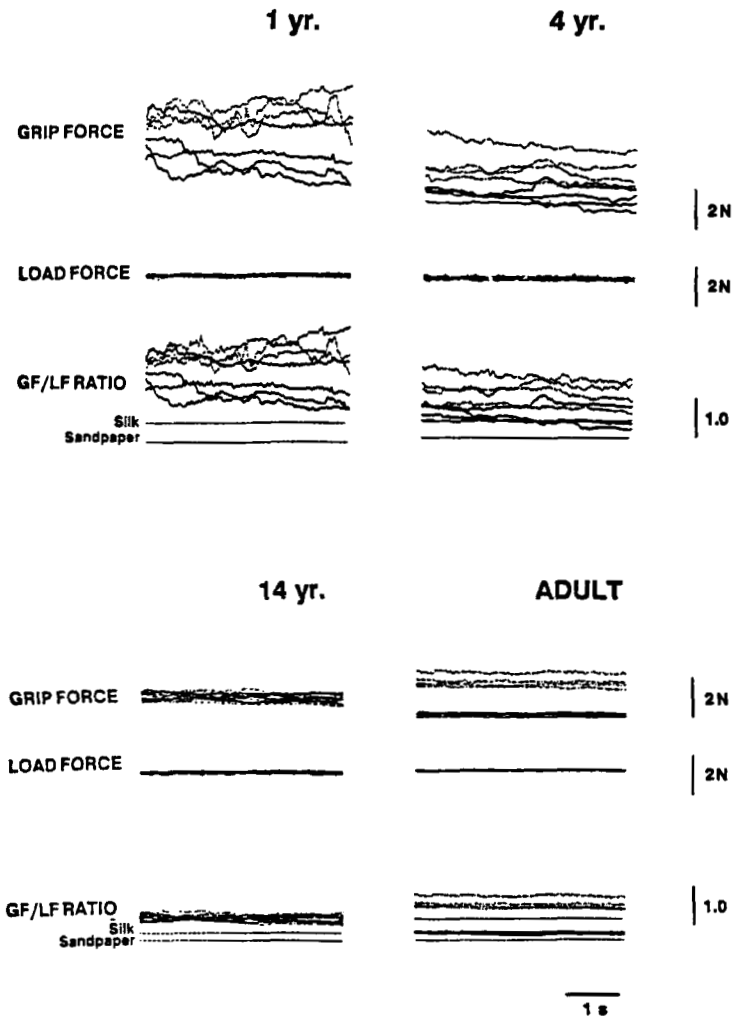 1 yr.
4 yr.
GRIP FORCE
2N
LOAD FORCE
2N
GF/LF RATIO
1.0
Silk
Sandpaper
14 yr.
ADULT
GRIP FORCE
2N
LOAD FORCE
2N
GF/LF RATIO
1.0
Silk
Sandpaper
1 s